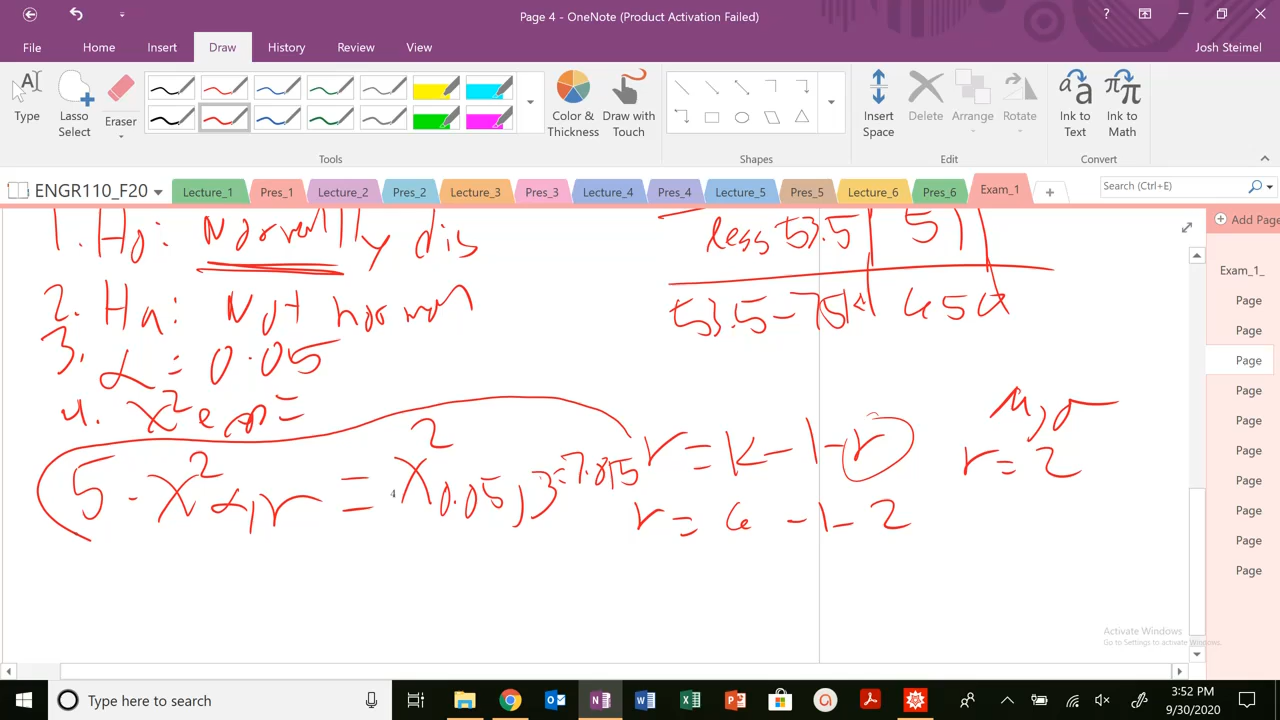 Page 4 - OneNote (Product Activation Failed)
?
File
Home
Insert
Draw
History
Review
View
Josh Steimel
Type
Lasso
Select
Eraser
Color &
Thickness
Draw with
Touch
Insert
Space
Delete
Arrange
Rotate
Ink to
Text
Ink to
Math
Tools
Shapes
Edit
Convert
ENGR110_F20
Lecture_1
Pres_1
Lecture_2
Pres_2
Lecture_3
Pres_3
Lecture_4
Pres_4
Lecture_5
Pres_5
Lecture_6
Pres_6
Exam_1
Search (Ctrl+E)
Add Page
Exam_1_
Page
Page
Page
Page
Page
Page
Page
Page
Page
Page
1. Ho: Normally dis
less 53.5 51
2. Ha: Not normal
53.5-75
3. α = 0.05
4. χ² exp =
μ, σ
r = 2
5. χ²α,r = χ²0.05,3 = 7.815
r = k-1-r
r = 6-1-2
Activate Windows
Go to Settings to activate Windows.
Type here to search
3:52 PM
9/30/2020